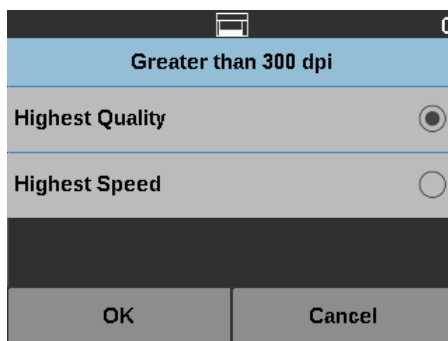 Greater than 300 dpi
Highest Quality
Highest Speed
OK
Cancel